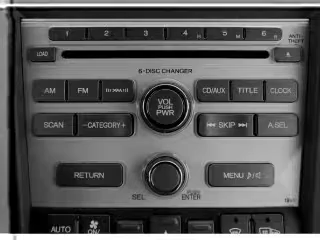 1 2 3 4 5 6
ANTI-
THEFT
LOAD
6-DISC CHANGER
AM FM CD/AUX TITLE CLOCK
VOL
PUSH
PWR
SCAN -CATEGORY+ SKIP A.SEL
RETURN MENU
SEL PUSH
ENTER
AUTO